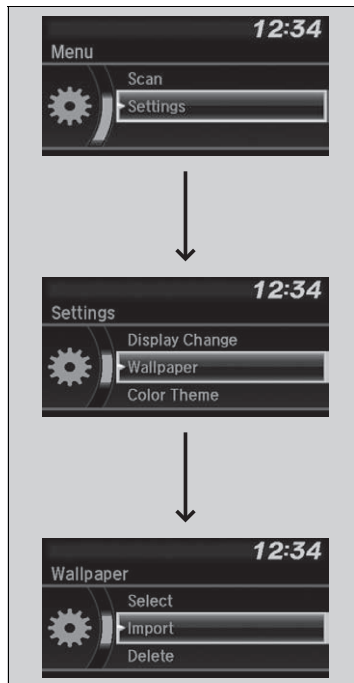 12:34
Menu
Scan
Settings
12:34
Settings
Display Change
Wallpaper
Color Theme
12:34
Wallpaper
Select
Import
Delete